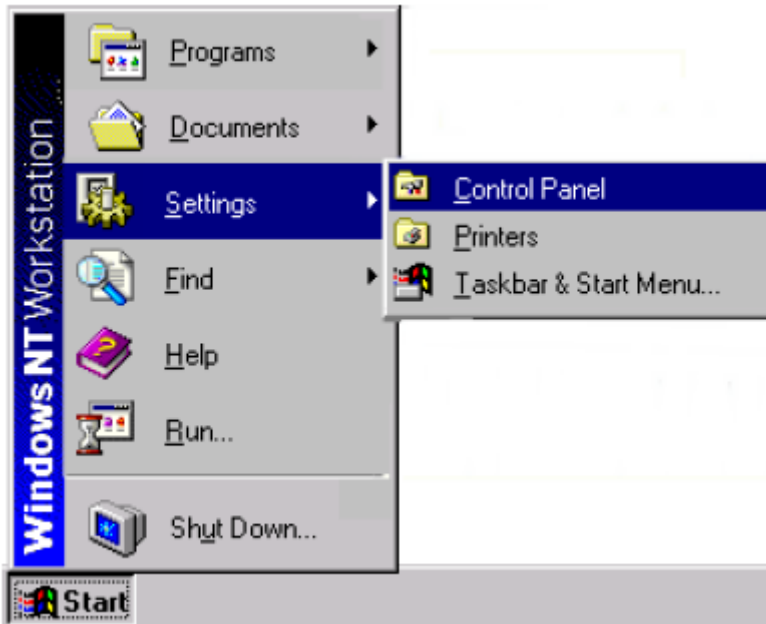 Windows NT Workstation
Programs
Documents
Settings
Find
Help
Run...
Shut Down...
Control Panel
Printers
Taskbar & Start Menu...
Start